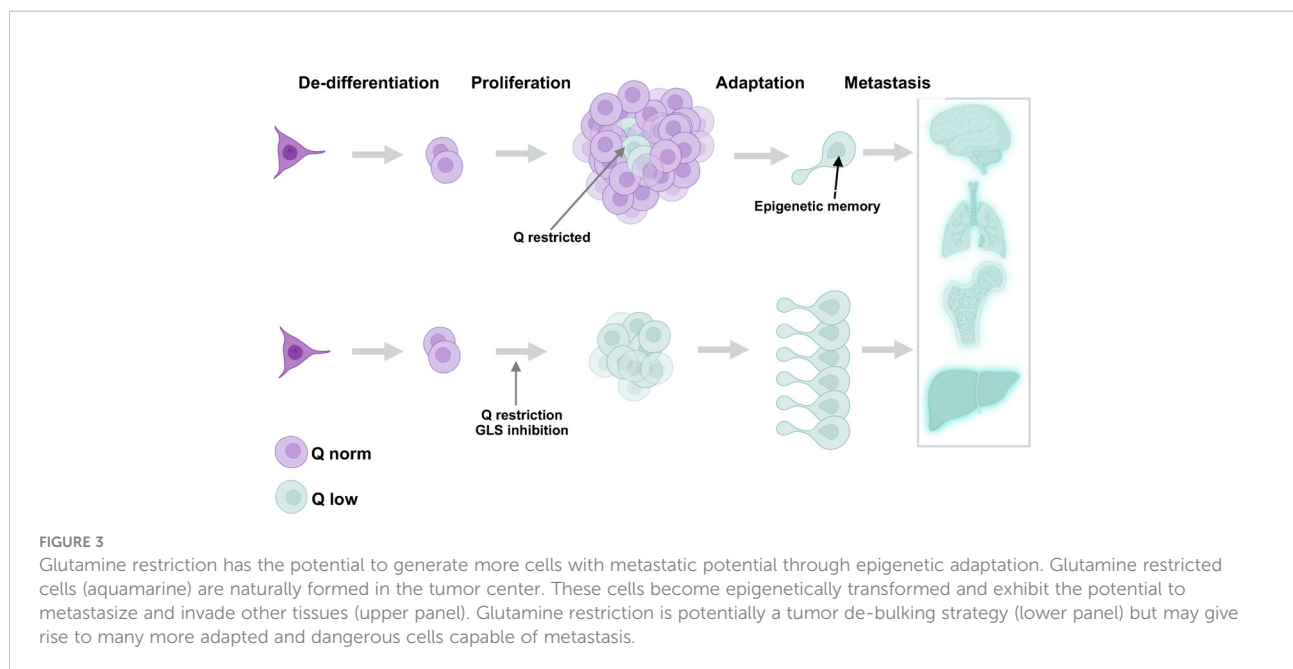 De-differentiation Proliferation Adaptation Metastasis
Epigenetic memory
Q restricted
Q restriction
GLS inhibition
Q norm
Q low
FIGURE 3
Glutamine restriction has the potential to generate more cells with metastatic potential through epigenetic adaptation. Glutamine restricted
cells (aquamarine) are naturally formed in the tumor center. These cells become epigenetically transformed and exhibit the potential to
metastasize and invade other tissues (upper panel). Glutamine restriction is potentially a tumor de-bulking strategy (lower panel) but may give
rise to many more adapted and dangerous cells capable of metastasis.